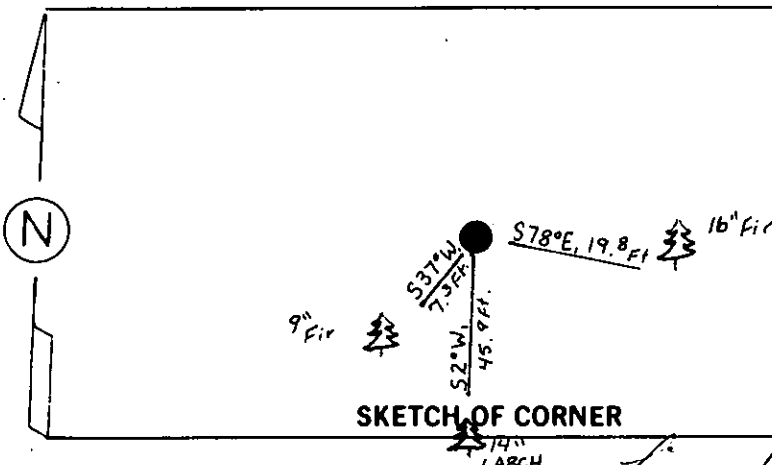 N
S78°E, 19.8 Ft
16" Fir
S37°W,
7.3 Ft.
9" Fir
S2°W,
45.9 Ft.
SKETCH OF CORNER
14"
LARCH